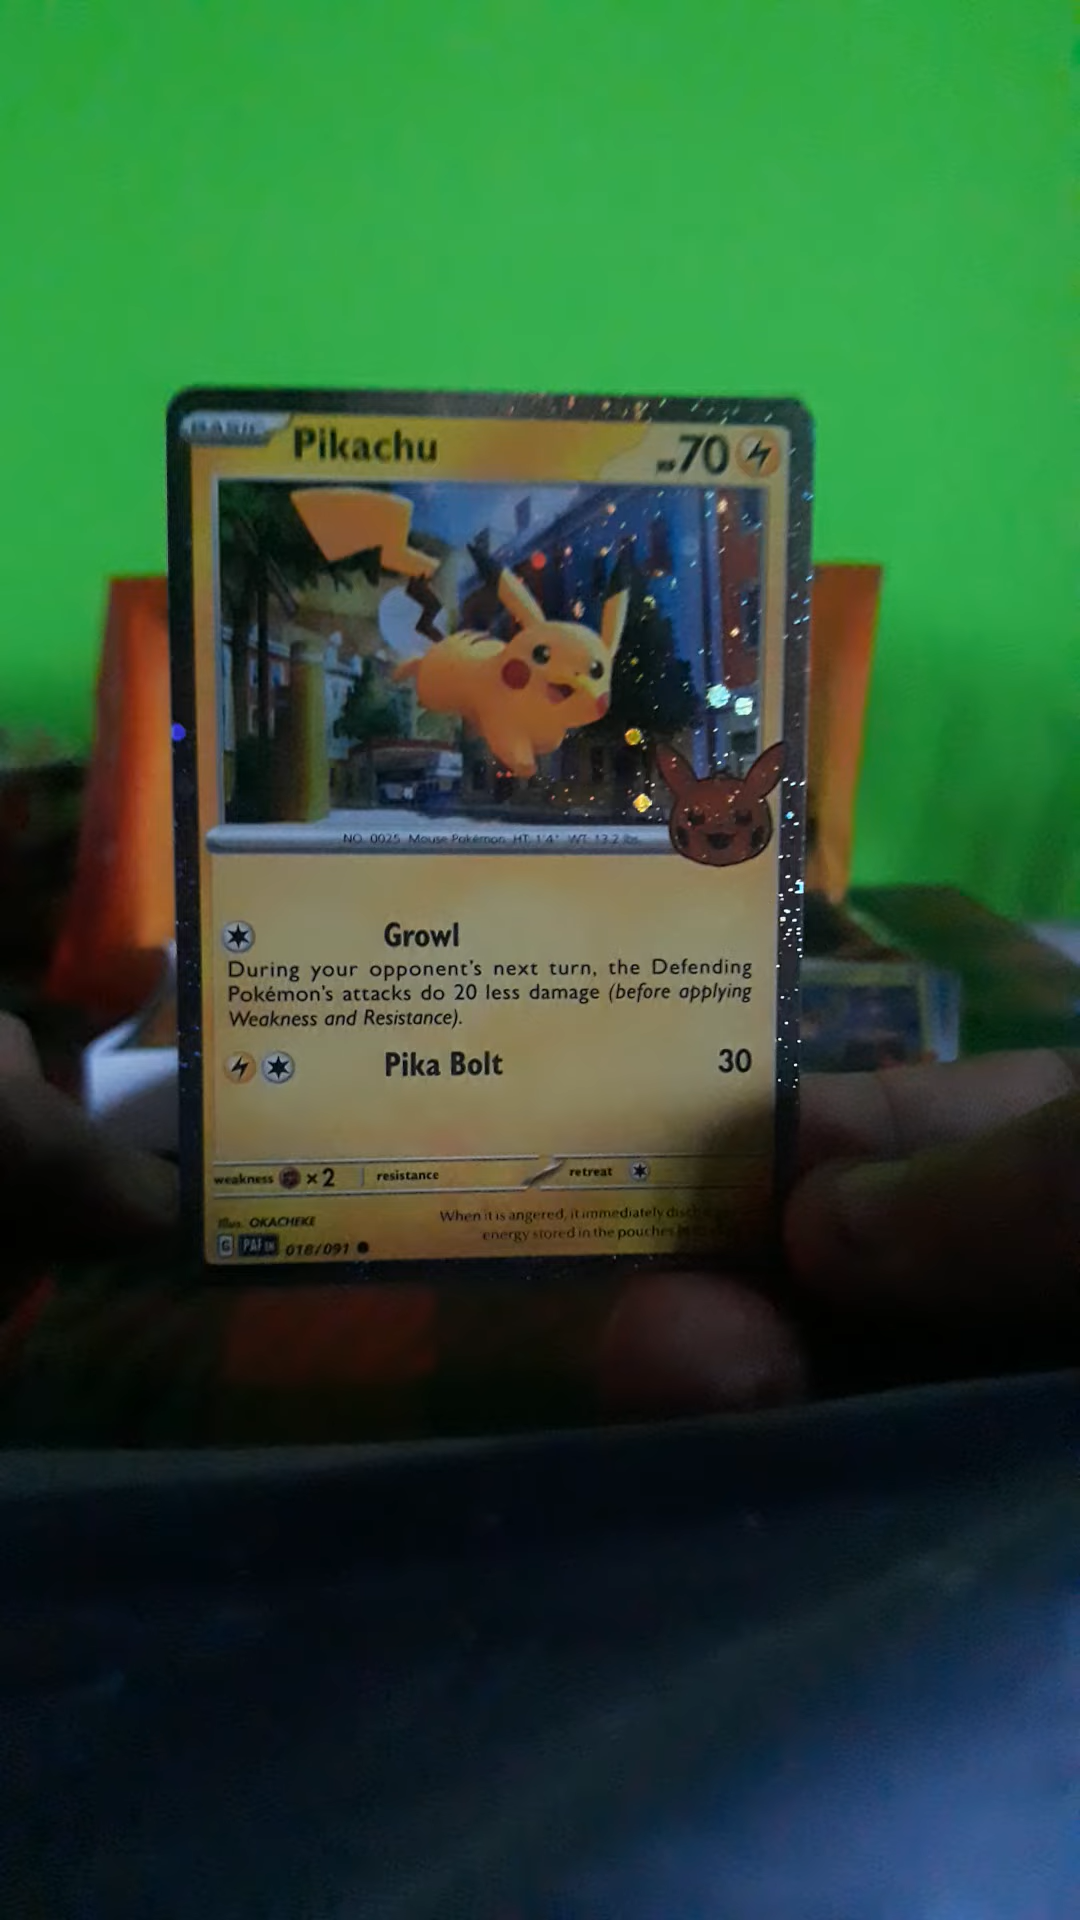 BASIC Pikachu HP 70
NO. 0025 Mouse Pokémon HT: 1'4" WT: 13.2 lbs.
Growl
During your opponent's next turn, the Defending
Pokémon's attacks do 20 less damage (before applying
Weakness and Resistance).
Pika Bolt 30
weakness ×2 resistance retreat
Illus. OKACHEKE
When it is angered, it immediately
energy stored in the pouches
G PAF EN 018/091